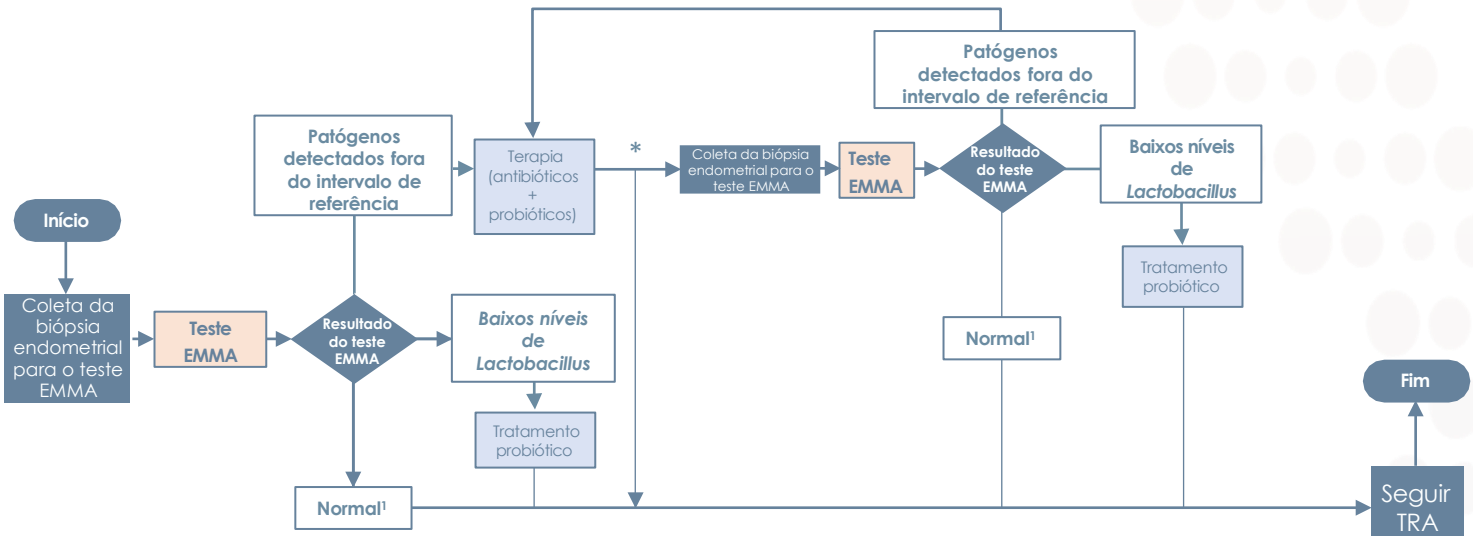 Início
Coleta da
biópsia
endometrial
para o teste
EMMA
Teste
EMMA
Resultado
do teste
EMMA
Patógenos
detectados fora
do intervalo de
referência
Baixos níveis
de
Lactobacillus
Tratamento
probiótico
Normal¹
Terapia
(antibióticos
+
probióticos)
*
Coleta da biópsia
endometrial para o
teste EMMA
Teste
EMMA
Resultado
do teste
EMMA
Patógenos
detectados fora do
intervalo de referência
Baixos níveis
de
Lactobacillus
Tratamento
probiótico
Normal¹
Seguir
TRA
Fim